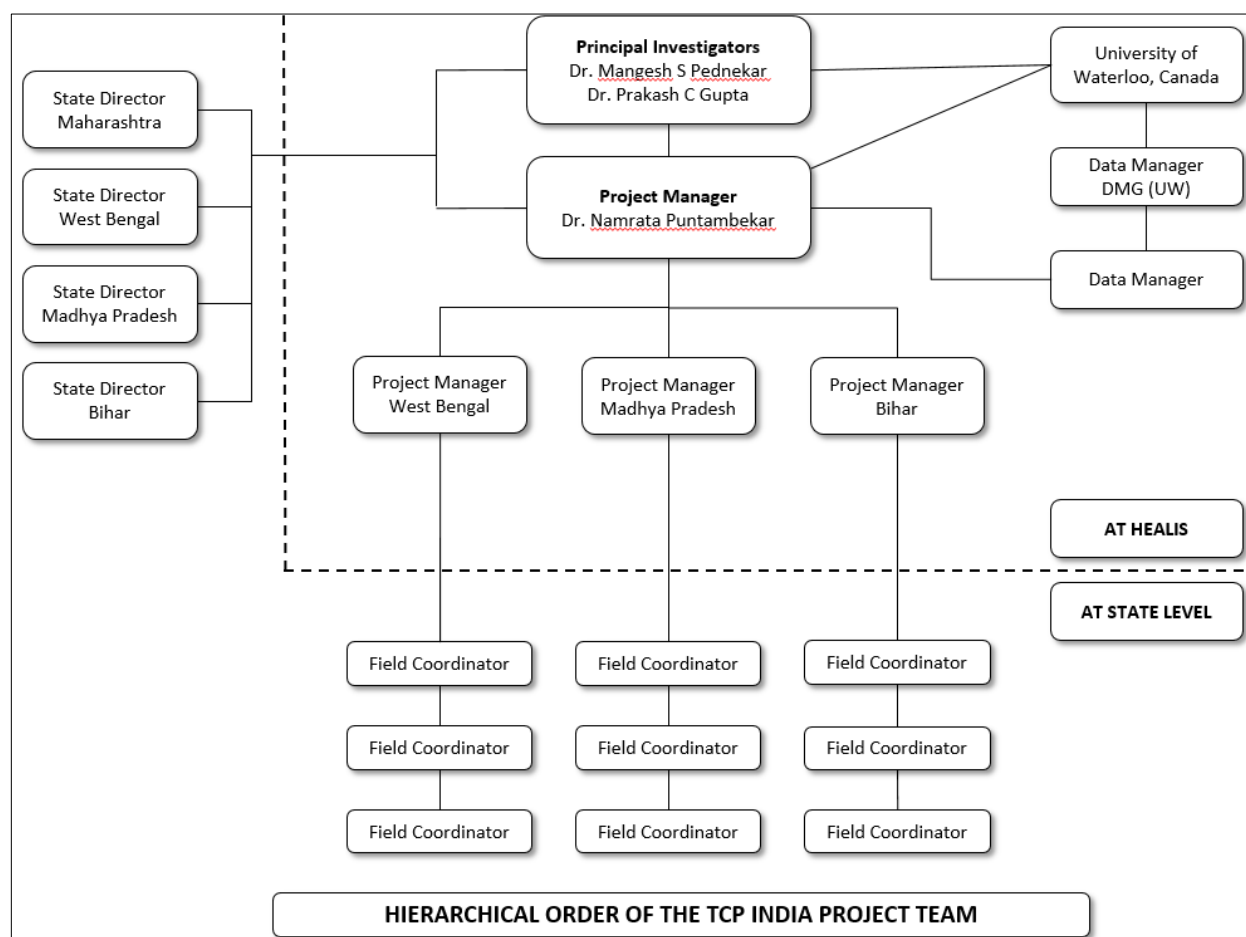 Principal Investigators
Dr. Mangesh S Pednekar
Dr. Prakash C Gupta
University of
Waterloo, Canada
State Director
Maharashtra
Project Manager
Dr. Namrata Puntambekar
Data Manager
DMG (UW)
State Director
West Bengal
Data Manager
State Director
Madhya Pradesh
State Director
Bihar
Project Manager
West Bengal
Project Manager
Madhya Pradesh
Project Manager
Bihar
AT HEALIS
AT STATE LEVEL
Field Coordinator
Field Coordinator
Field Coordinator
Field Coordinator
Field Coordinator
Field Coordinator
Field Coordinator
Field Coordinator
Field Coordinator
HIERARCHICAL ORDER OF THE TCP INDIA PROJECT TEAM